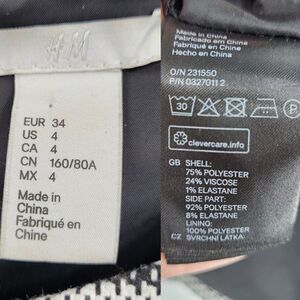 H&M
EUR 34
US 4
CA 4
CN 160/80A
MX 4
Made in
China
Fabriqué en
Chine
Made in China
Fabricado em China
Fabriqué en Chine
Hecho en China
O/N 231550
P/N 0327011 2
30
clevercare.info
GB SHELL:
75% POLYESTER
24% VISCOSE
1% ELASTANE
SIDE PART:
92% POLYESTER
8% ELASTANE
LINING:
100% POLYESTER
CZ SVRCHNÍ LÁTKA: